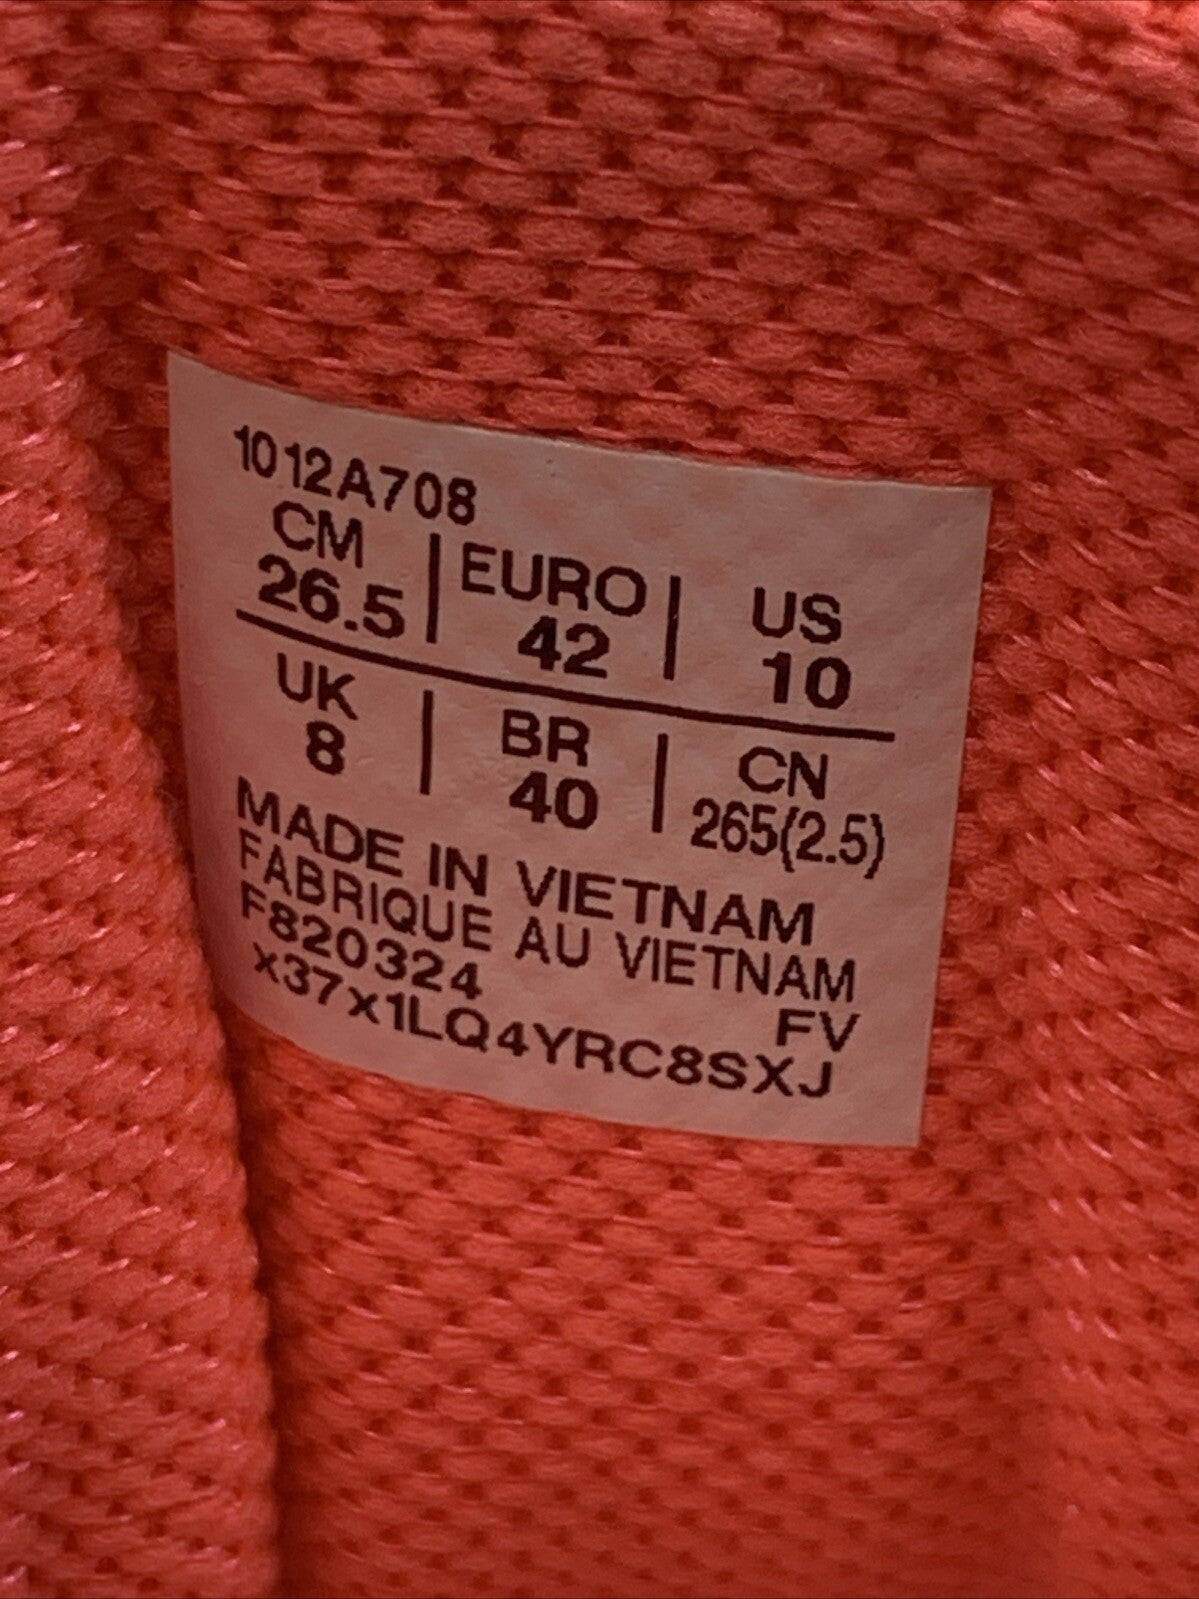 1012A708
CM | EURO | US
26.5 | 42 | 10
UK | BR | CN
8 | 40 | 265(2.5)
MADE IN VIETNAM
FABRIQUE AU VIETNAM
F820324 FV
x37x1LQ4YRC8SXJ